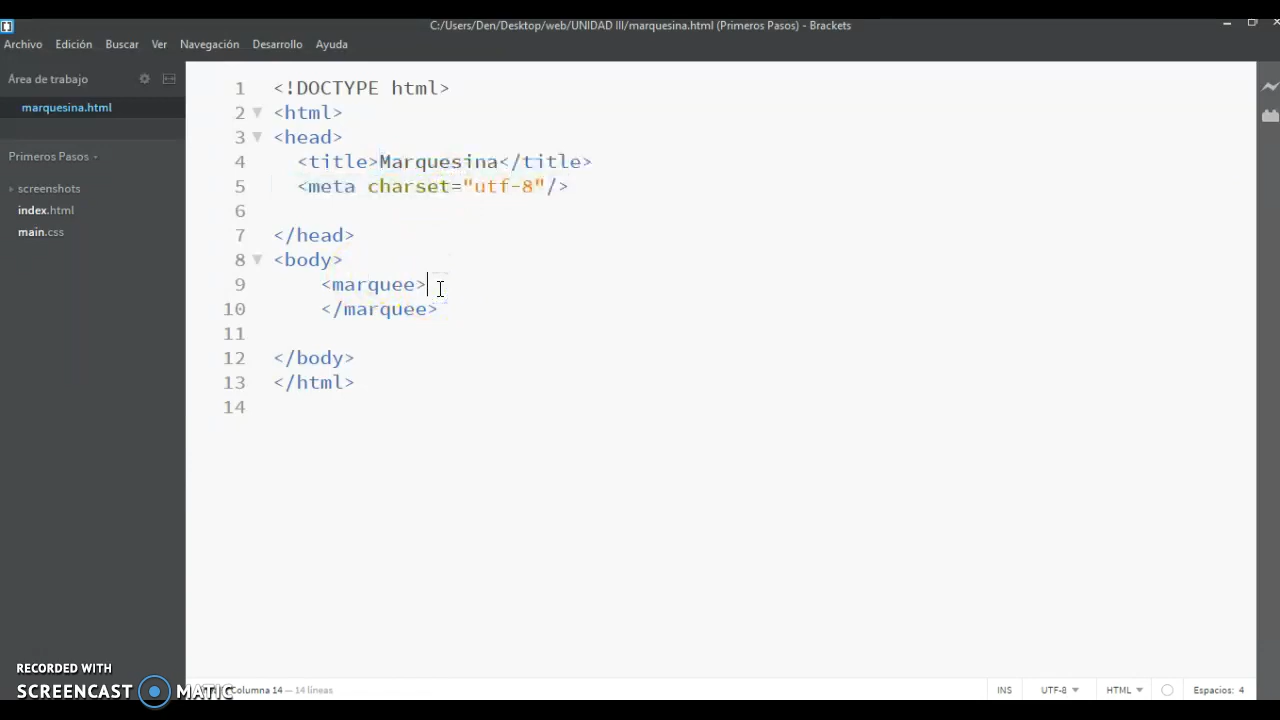 C:/Users/Den/Desktop/web/UNIDAD III/marquesina.html (Primeros Pasos) - Brackets
Archivo Edición Buscar Ver Navegación Desarrollo Ayuda
Área de trabajo
marquesina.html
Primeros Pasos
screenshots
index.html
main.css
1 <!DOCTYPE html>
2 <html>
3 <head>
4 <title>Marquesina</title>
5 <meta charset="utf-8"/>
6
7 </head>
8 <body>
9 <marquee>
10 </marquee>
11
12 </body>
13 </html>
14
RECORDED WITH
SCREENCAST MATIC
Columna 14 — 14 líneas
INS UTF-8 HTML Espacios: 4